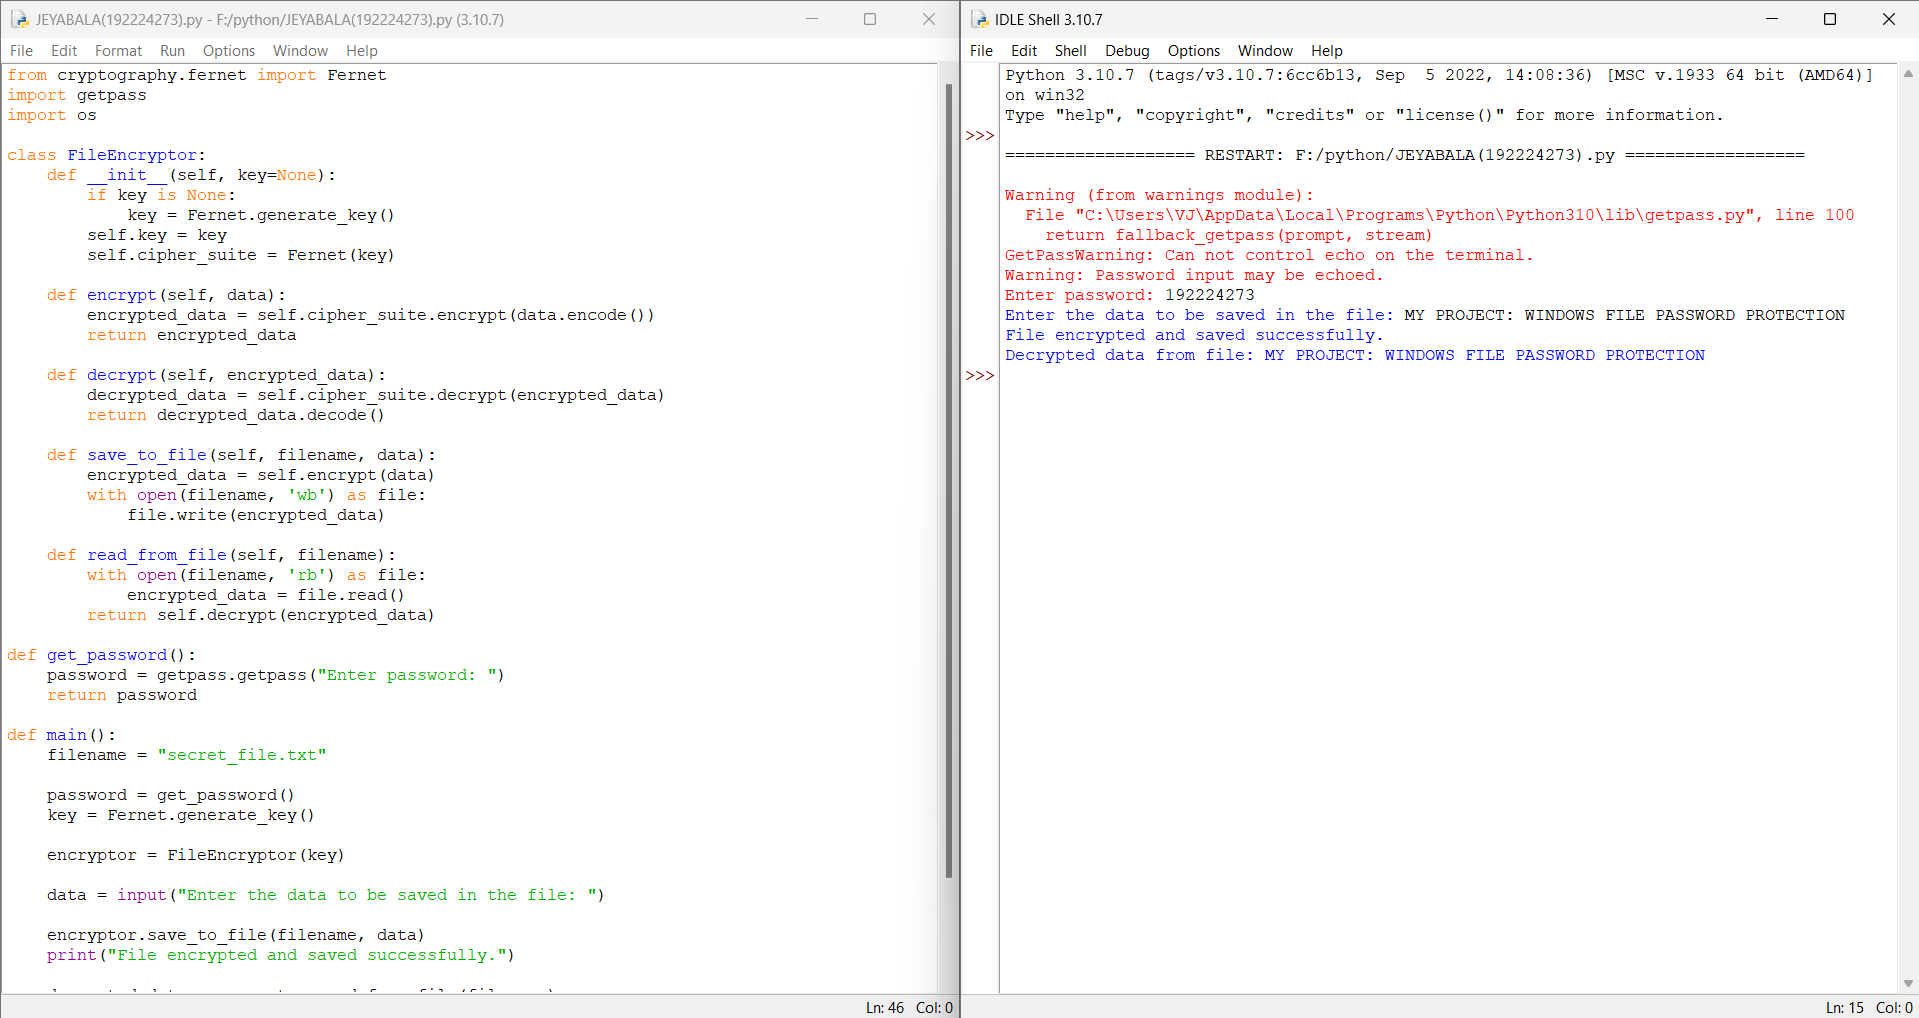 JEYABALA(192224273).py - F:/python/JEYABALA(192224273).py (3.10.7)
File Edit Format Run Options Window Help
from cryptography.fernet import Fernet
import getpass
import os
class FileEncryptor:
    def __init__(self, key=None):
        if key is None:
            key = Fernet.generate_key()
        self.key = key
        self.cipher_suite = Fernet(key)
    def encrypt(self, data):
        encrypted_data = self.cipher_suite.encrypt(data.encode())
        return encrypted_data
    def decrypt(self, encrypted_data):
        decrypted_data = self.cipher_suite.decrypt(encrypted_data)
        return decrypted_data.decode()
    def save_to_file(self, filename, data):
        encrypted_data = self.encrypt(data)
        with open(filename, 'wb') as file:
            file.write(encrypted_data)
    def read_from_file(self, filename):
        with open(filename, 'rb') as file:
            encrypted_data = file.read()
        return self.decrypt(encrypted_data)
def get_password():
    password = getpass.getpass("Enter password: ")
    return password
def main():
    filename = "secret_file.txt"
    password = get_password()
    key = Fernet.generate_key()
    encryptor = FileEncryptor(key)
    data = input("Enter the data to be saved in the file: ")
    encryptor.save_to_file(filename, data)
    print("File encrypted and saved successfully.")
Ln: 46 Col: 0
IDLE Shell 3.10.7
File Edit Shell Debug Options Window Help
Python 3.10.7 (tags/v3.10.7:6cc6b13, Sep  5 2022, 14:08:36) [MSC v.1933 64 bit (AMD64)]
on win32
Type "help", "copyright", "credits" or "license()" for more information.
>>>
=================== RESTART: F:/python/JEYABALA(192224273).py ==================
Warning (from warnings module):
  File "C:\Users\VJ\AppData\Local\Programs\Python\Python310\lib\getpass.py", line 100
    return fallback_getpass(prompt, stream)
GetPassWarning: Can not control echo on the terminal.
Warning: Password input may be echoed.
Enter password: 192224273
Enter the data to be saved in the file: MY PROJECT: WINDOWS FILE PASSWORD PROTECTION
File encrypted and saved successfully.
Decrypted data from file: MY PROJECT: WINDOWS FILE PASSWORD PROTECTION
>>>
Ln: 15 Col: 0